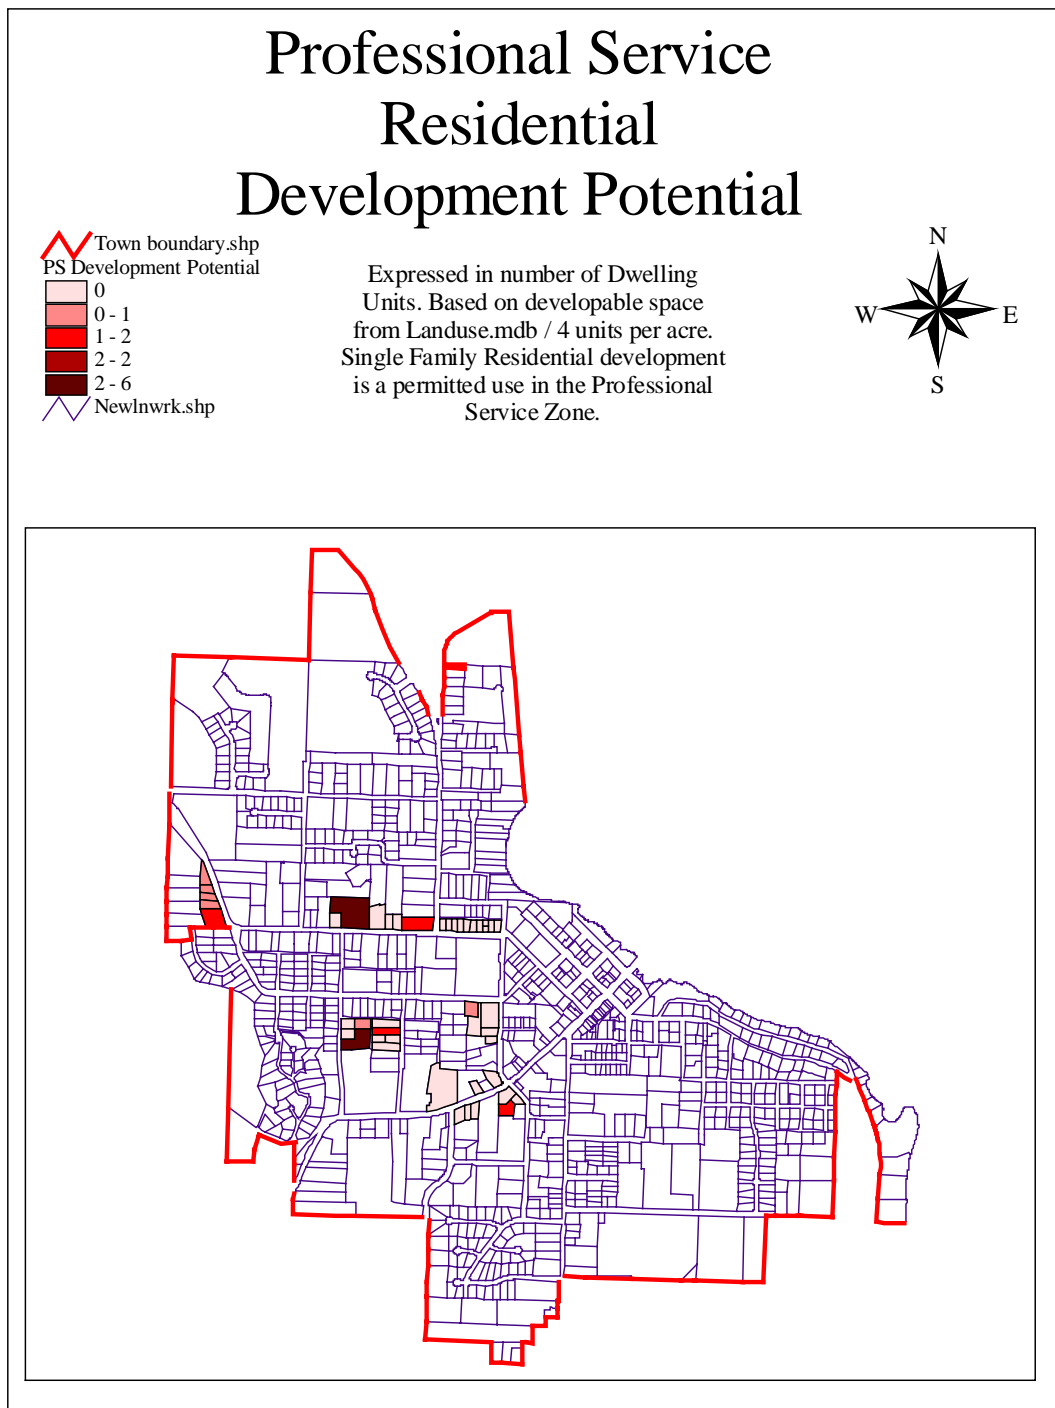 Professional Service
Residential
Development Potential
Town boundary.shp
PS Development Potential
0
0 - 1
1 - 2
2 - 2
2 - 6
Newlnwrk.shp
Expressed in number of Dwelling
Units. Based on developable space
from Landuse.mdb / 4 units per acre.
Single Family Residential development
is a permitted use in the Professional
Service Zone.
N
W
E
S